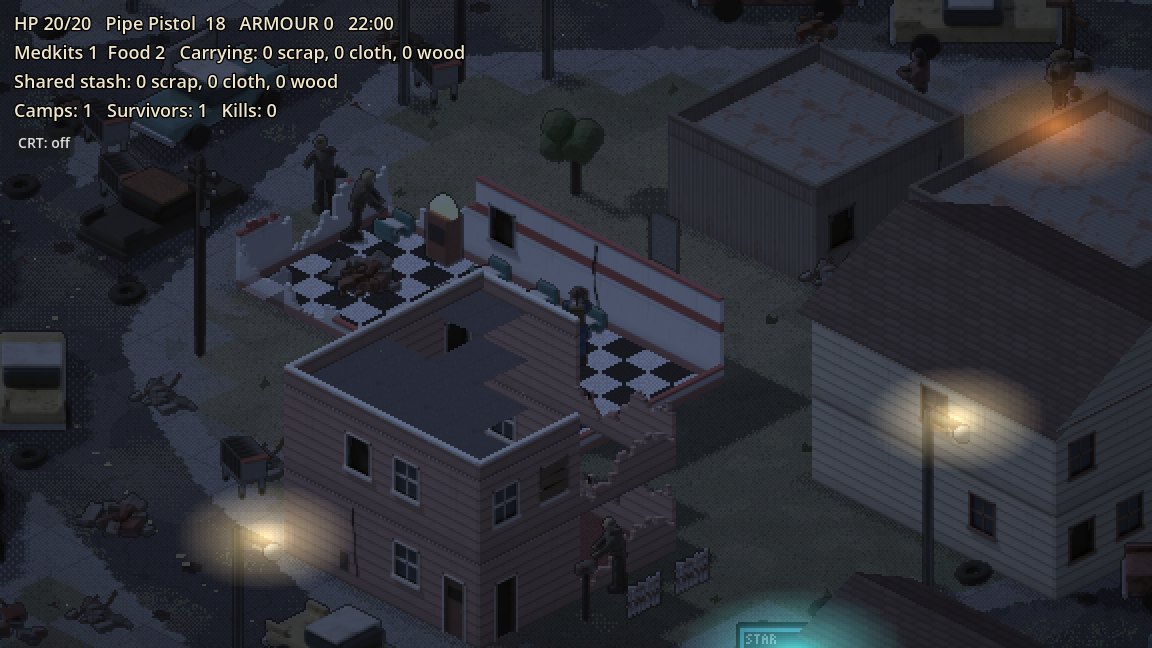 HP 20/20 Pipe Pistol 18 ARMOUR 0 22:00
Medkits 1 Food 2 Carrying: 0 scrap, 0 cloth, 0 wood
Shared stash: 0 scrap, 0 cloth, 0 wood
Camps: 1 Survivors: 1 Kills: 0
CRT: off
STAR